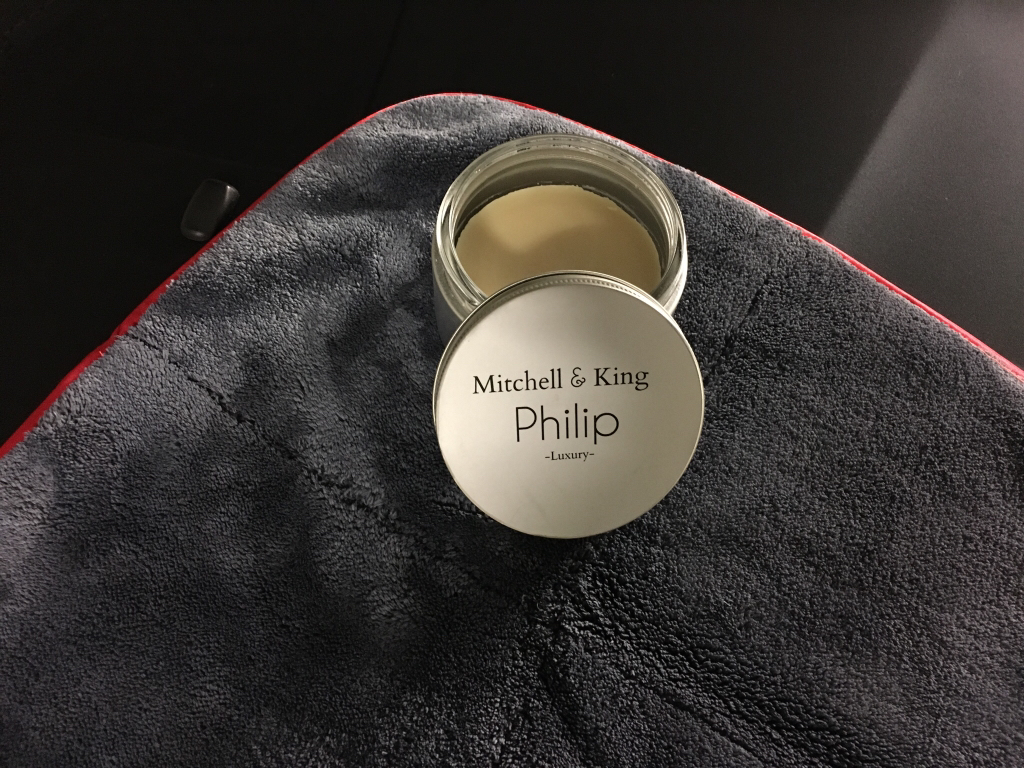 Mitchell & King
Philip
-Luxury-